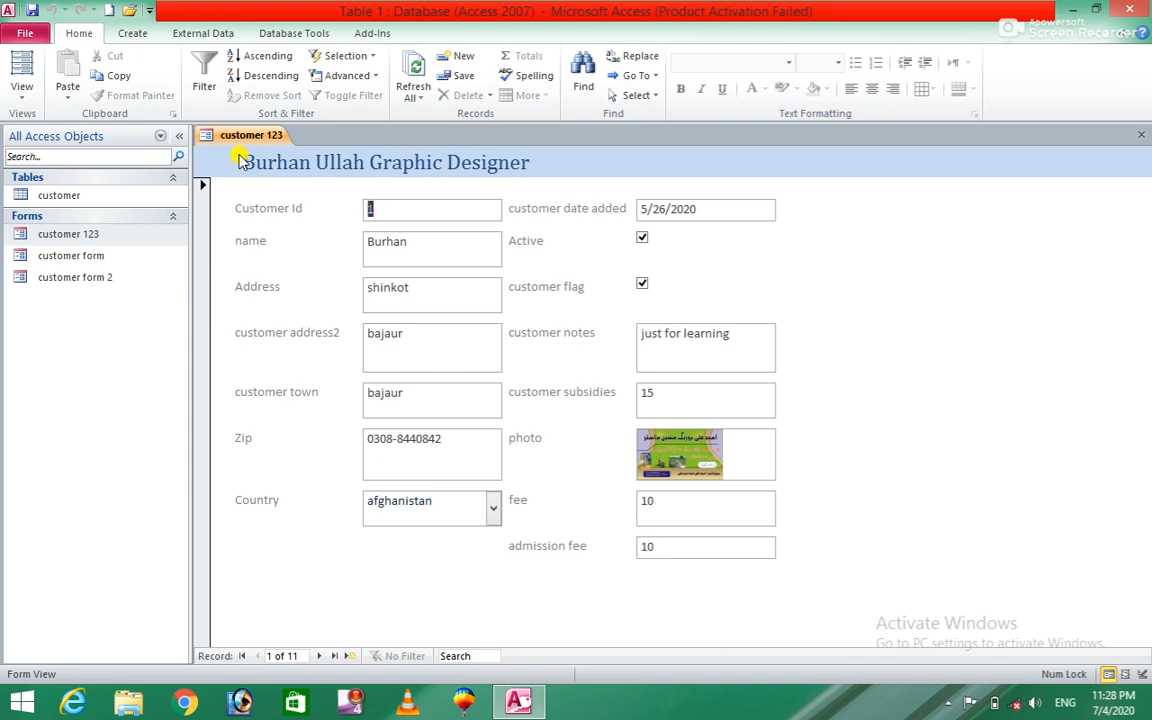 Table 1 : Database (Access 2007) - Microsoft Access (Product Activation Failed)
Apowersoft
Screen Recorder
File Home Create External Data Database Tools Add-Ins
View
Views
Paste
Cut
Copy
Format Painter
Clipboard
Filter
Ascending
Descending
Remove Sort
Selection
Advanced
Toggle Filter
Sort & Filter
Refresh
All
New
Save
Delete
Totals
Spelling
More
Records
Find
Replace
Go To
Select
Find
B I U
A
Text Formatting
All Access Objects
Search...
Tables
customer
Forms
customer 123
customer form
customer form 2
customer 123
Burhan Ullah Graphic Designer
Customer Id 1 customer date added 5/26/2020
name Burhan Active
Address shinkot customer flag
customer address2 bajaur customer notes just for learning
customer town bajaur customer subsidies 15
Zip 0308-8440842 photo
Country afghanistan fee 10
admission fee 10
Activate Windows
Go to PC settings to activate Windows.
Record: 1 of 11 No Filter Search
Form View Num Lock
ENG
11:28 PM
7/4/2020